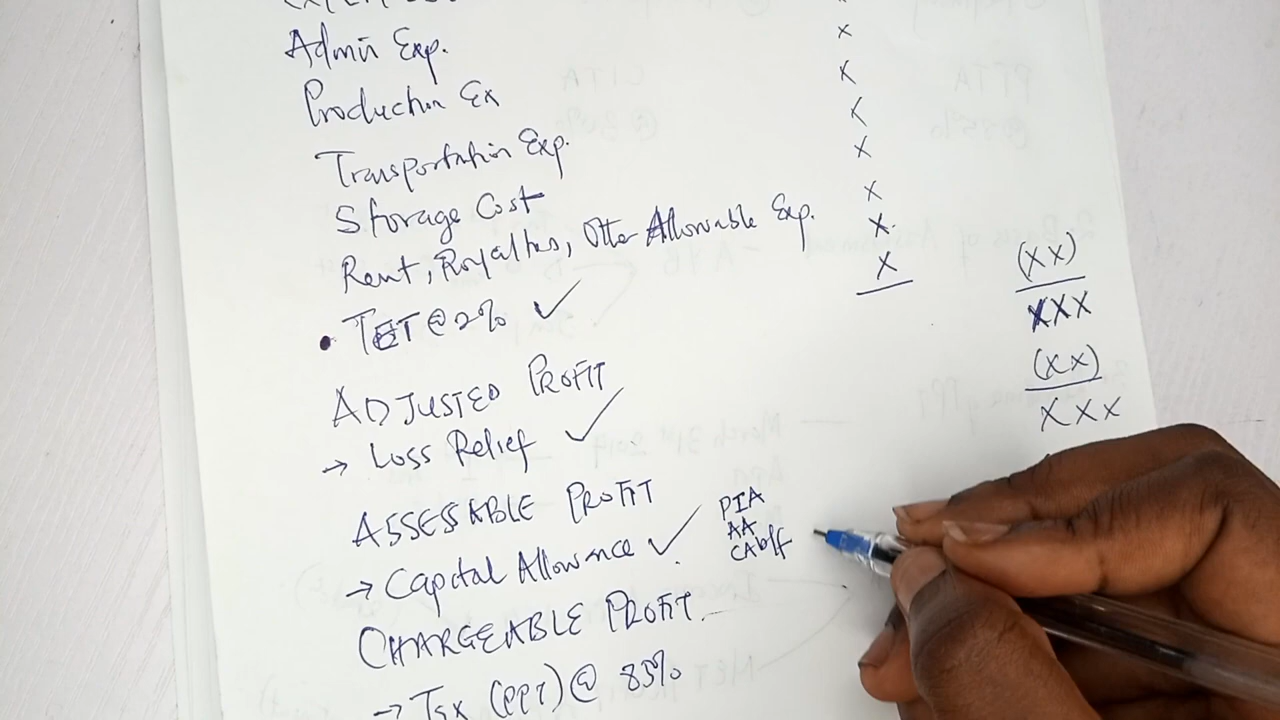 Admin Exp. x
Production Ex x
Transportation Exp. x
Storage Cost x
Rent, Royalties, Other Allowable Exp. x
x.
• TET @ 2% ✓ x (xx)
ADJUSTED PROFIT xxx
→ Loss Relief ✓ (xx)
ASSESSABLE PROFIT xxx
→ Capital Allowance ✓ PIA
AA
CAb/f
CHARGEABLE PROFIT
→ Tax (PPT) @ 85%